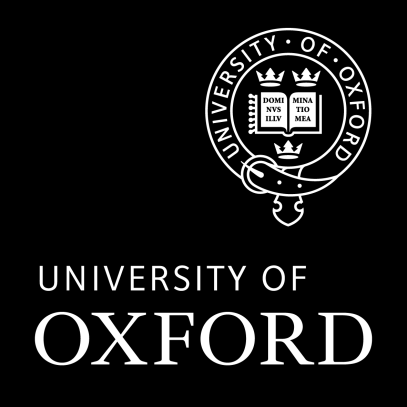 UNIVERSITY · OF · OXFORD
DOMI MINA
NVS TIO
ILLV MEA
UNIVERSITY OF
OXFORD